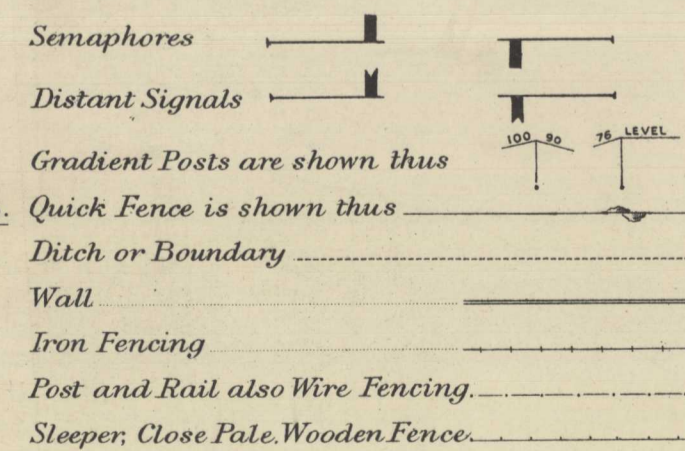 Semaphores
Distant Signals
Gradient Posts are shown thus 100 90 76 LEVEL
Quick Fence is shown thus
Ditch or Boundary
Wall
Iron Fencing
Post and Rail also Wire Fencing.
Sleeper, Close Pale, Wooden Fence.